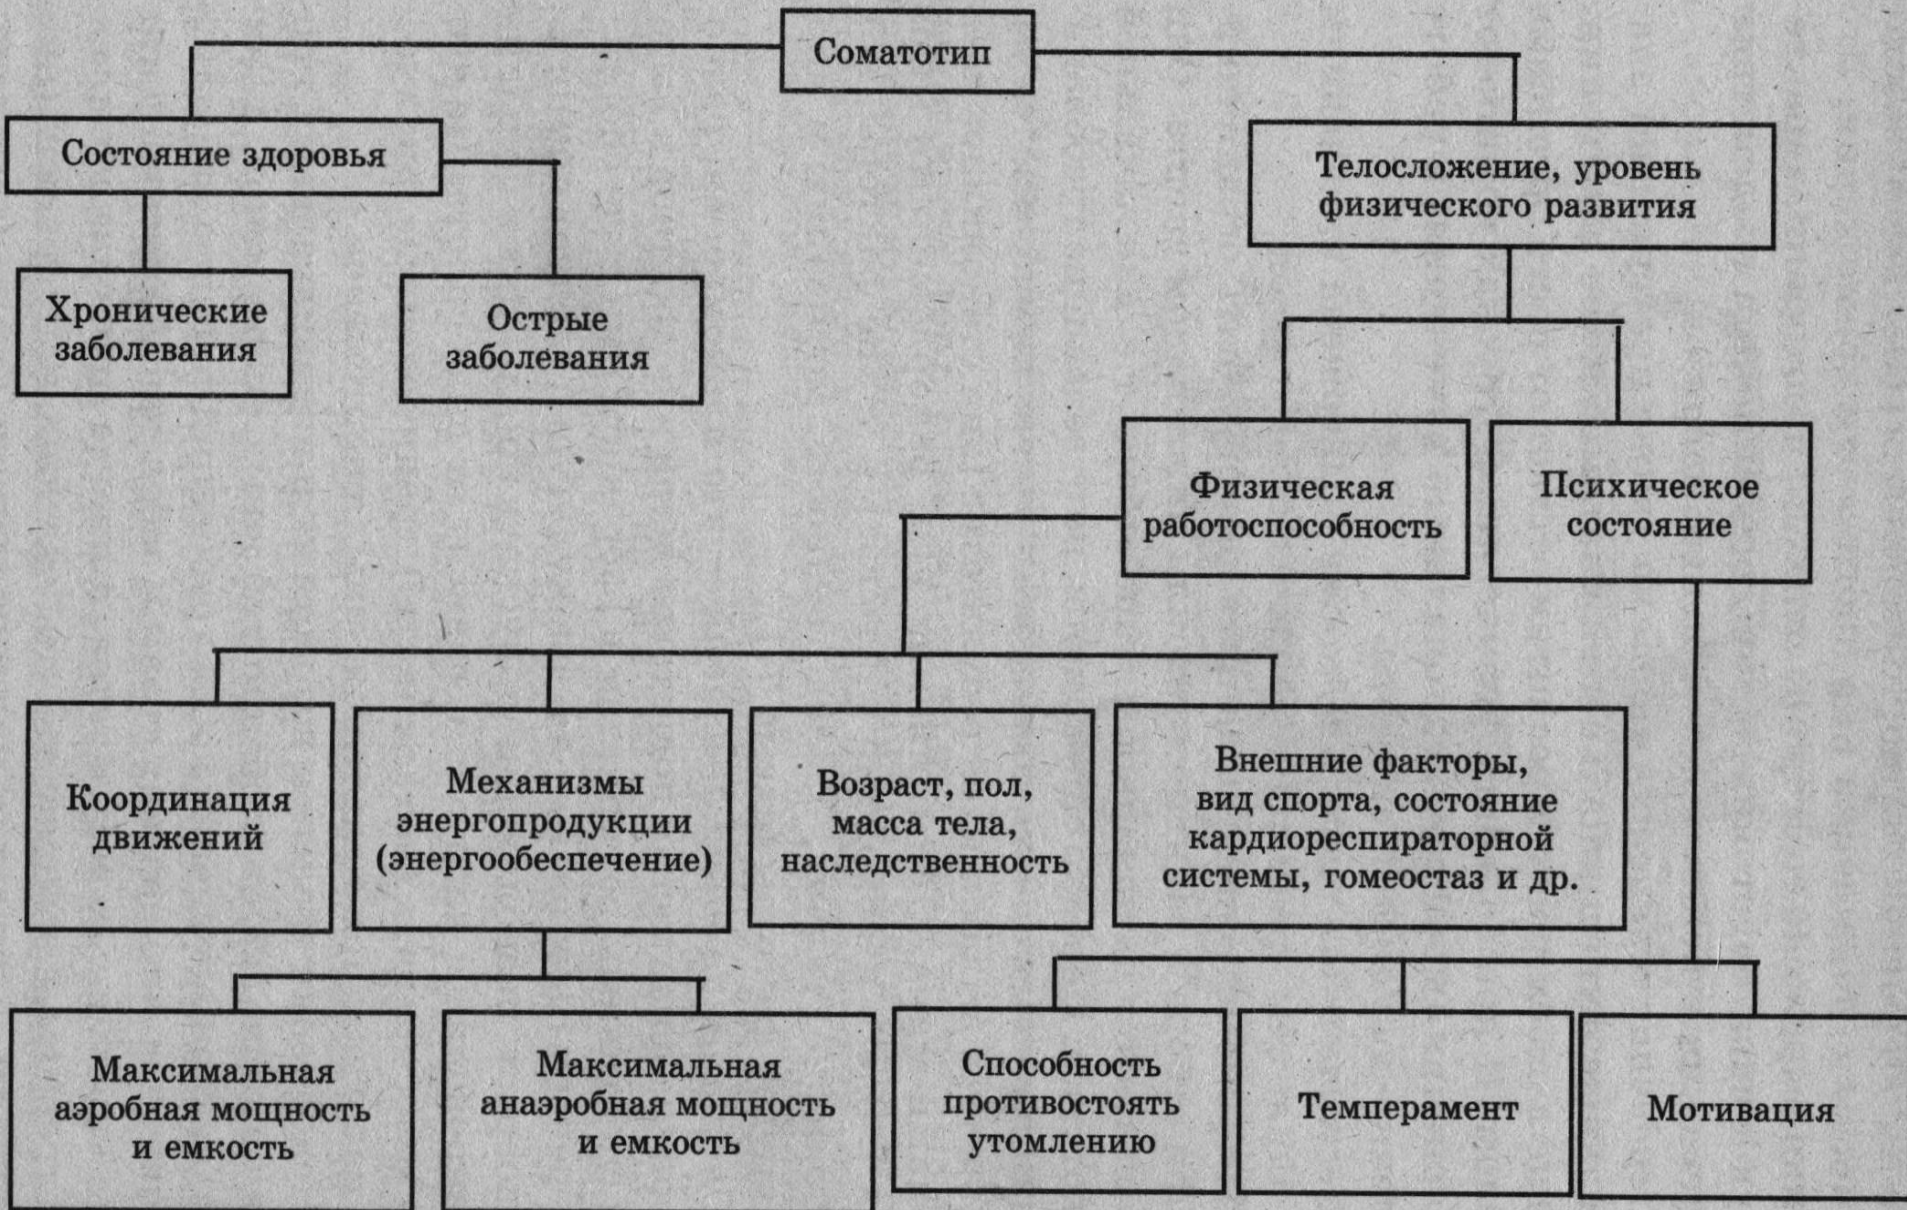 Соматотип
Состояние здоровья
Телосложение, уровень
физического развития
Хронические
заболевания
Острые
заболевания
Физическая
работоспособность
Психическое
состояние
Координация
движений
Механизмы
энергопродукции
(энергообеспечение)
Возраст, пол,
масса тела,
наследственность
Внешние факторы,
вид спорта, состояние
кардиореспираторной
системы, гомеостаз и др.
Максимальная
аэробная мощность
и емкость
Максимальная
анаэробная мощность
и емкость
Способность
противостоять
утомлению
Темперамент
Мотивация